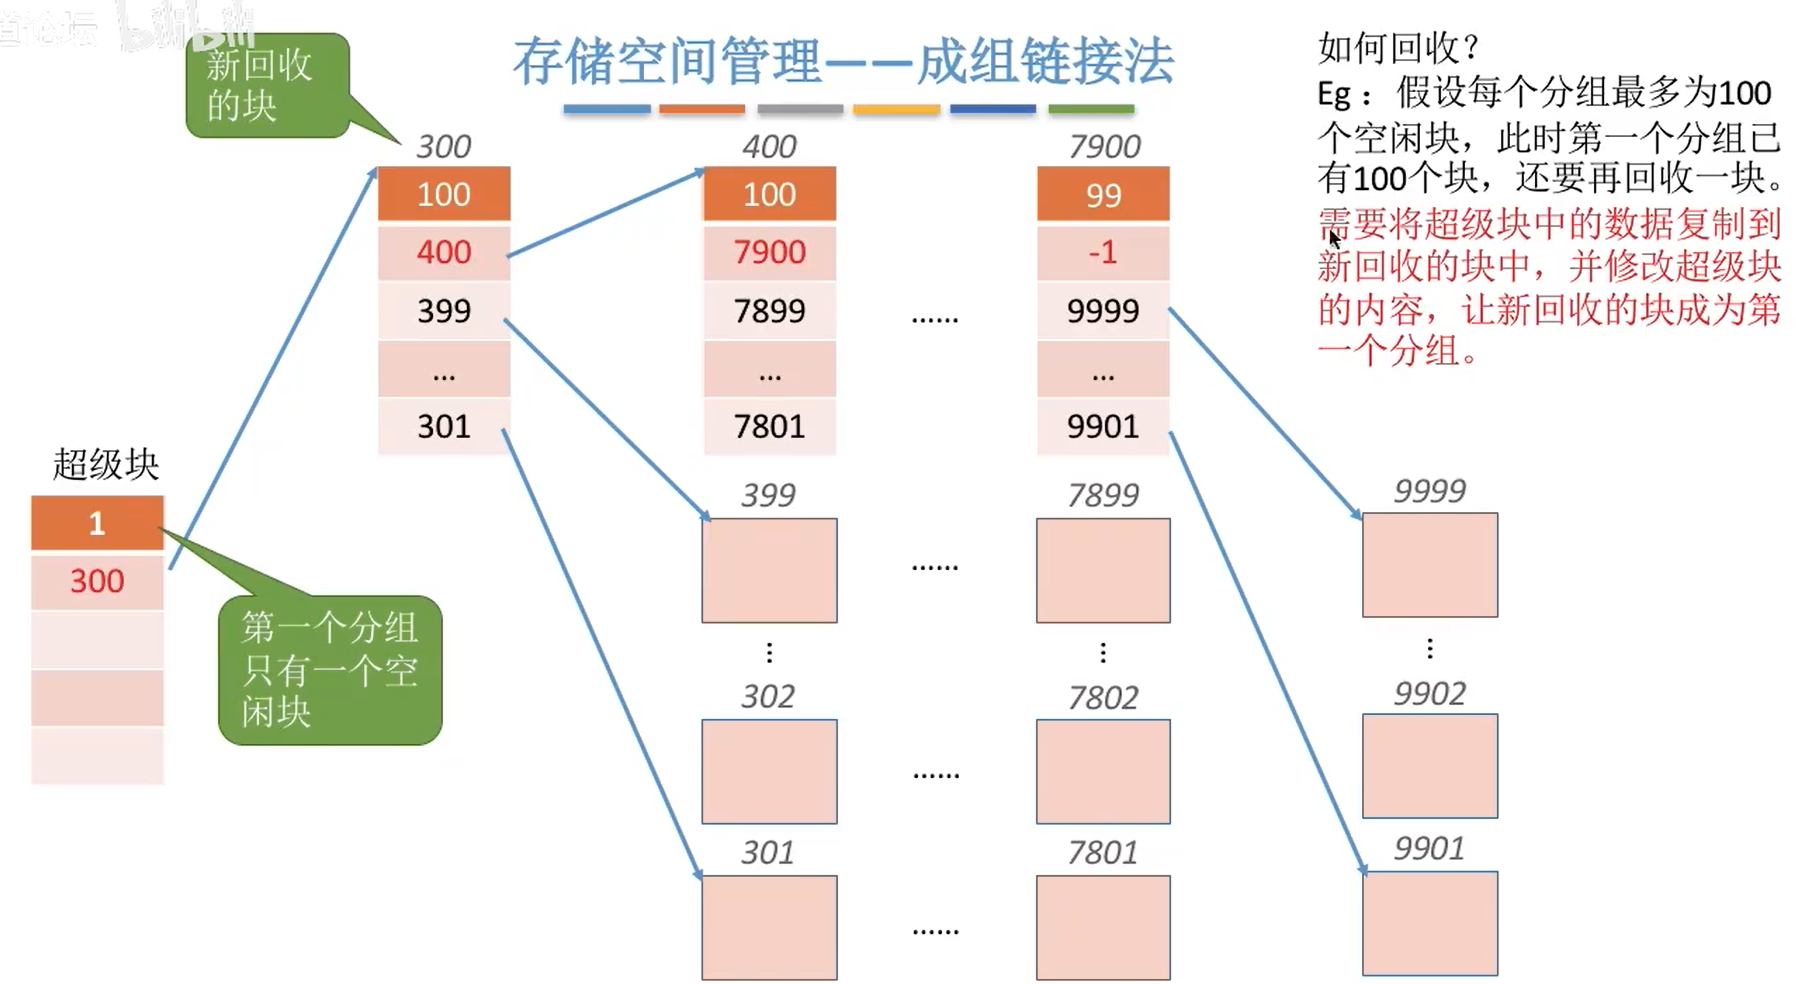 道论坛 bilibili
存储空间管理——成组链接法
新回收
的块
如何回收？
Eg：假设每个分组最多为100
个空闲块，此时第一个分组已
有100个块，还要再回收一块。
需要将超级块中的数据复制到
新回收的块中，并修改超级块
的内容，让新回收的块成为第
一个分组。
超级块
1
300
第一个分组
只有一个空
闲块
300
100
400
399
...
301
400
100
7900
7899
...
7801
......
7900
99
-1
9999
...
9901
399
......
7899
9999
⋮
⋮
⋮
302
......
7802
9902
301
......
7801
9901